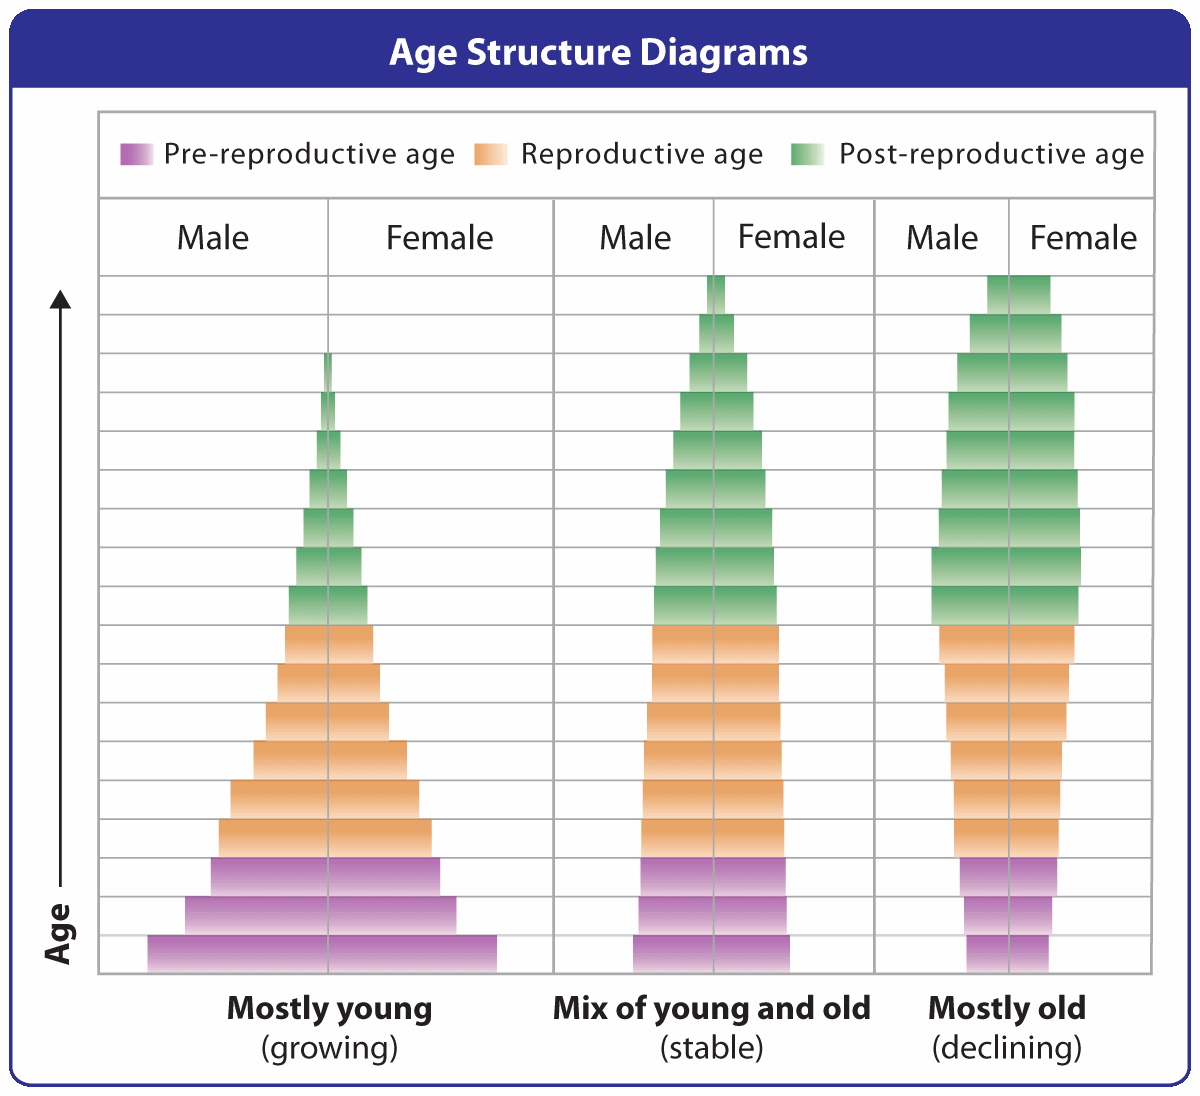 Age Structure Diagrams
Pre-reproductive age
Reproductive age
Post-reproductive age
Male
Female
Male
Female
Male
Female
Age
Mostly young
(growing)
Mix of young and old
(stable)
Mostly old
(declining)